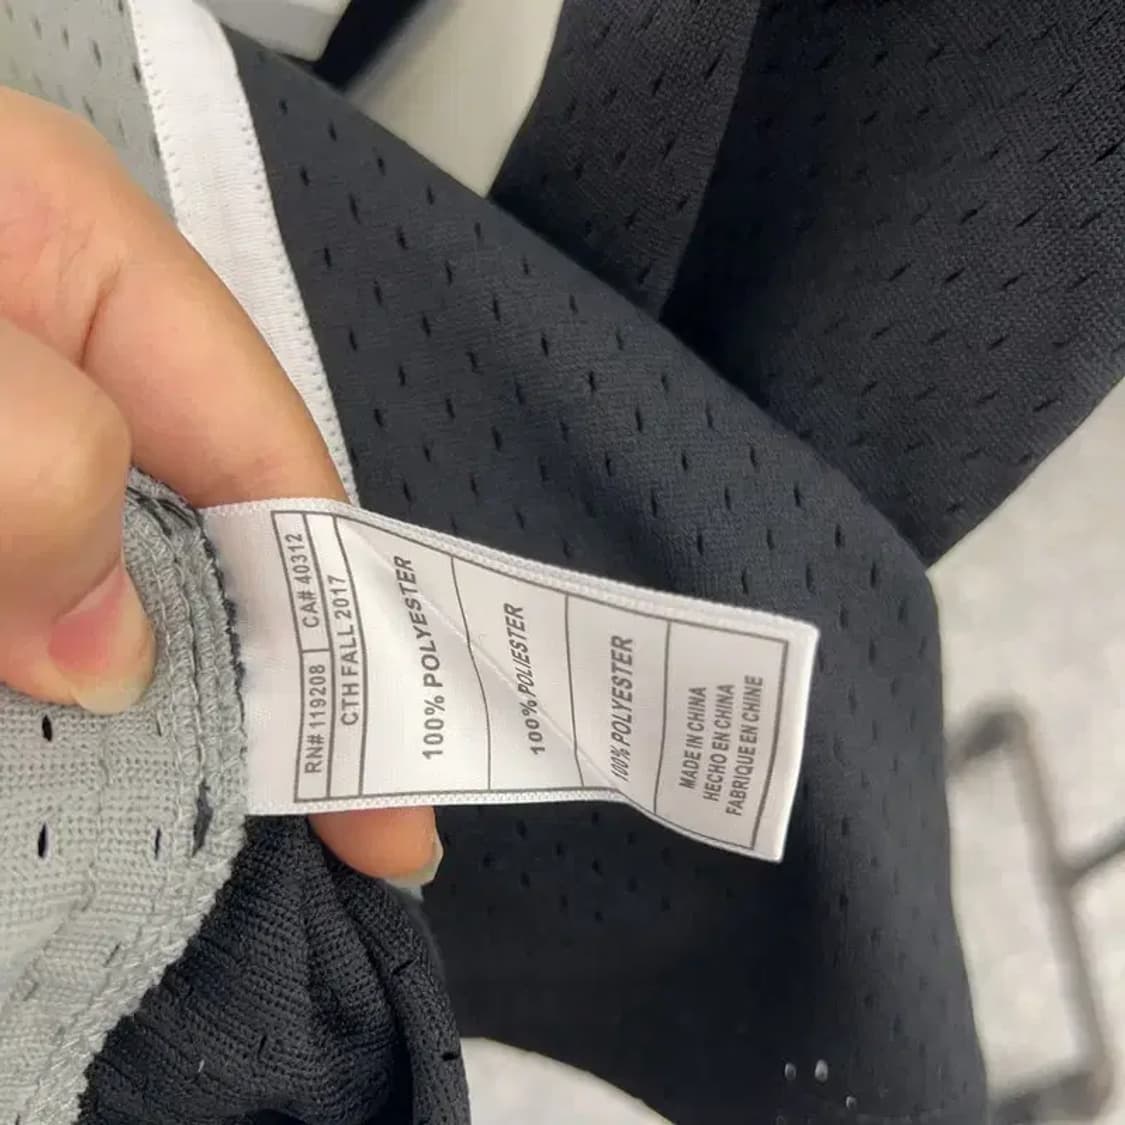 RN# 119208 CA# 40312
CTH FALL 2017
100% POLYESTER
100% POLIESTER
100% POLYESTER
MADE IN CHINA
HECHO EN CHINA
FABRIQUE EN CHINE